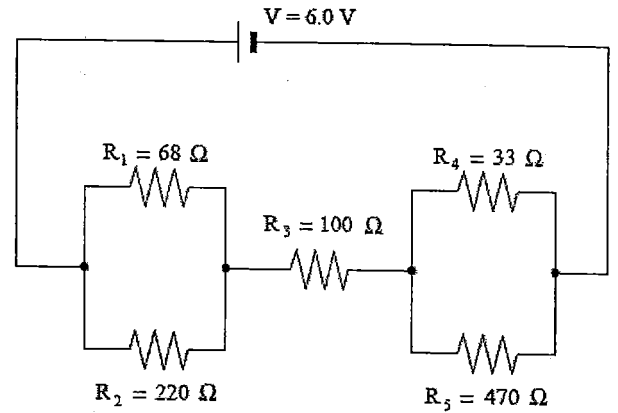 V = 6.0 V
R₁ = 68 Ω
R₄ = 33 Ω
R₃ = 100 Ω
R₂ = 220 Ω
R₅ = 470 Ω